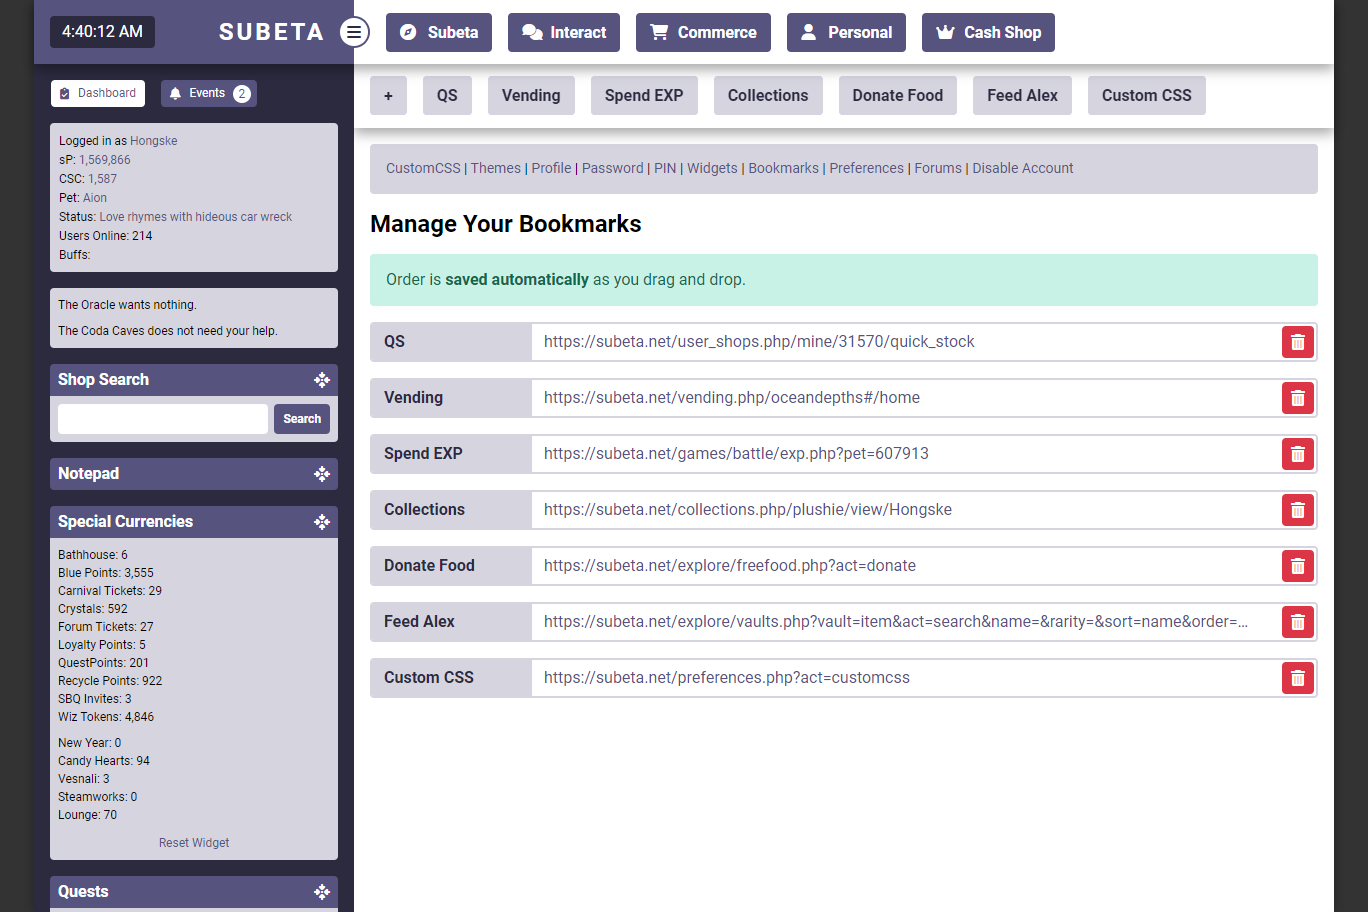 4:40:12 AM
SUBETA
Subeta
Interact
Commerce
Personal
Cash Shop
Dashboard
Events 2
+
QS
Vending
Spend EXP
Collections
Donate Food
Feed Alex
Custom CSS
Logged in as Hongske
sP: 1,569,866
CSC: 1,587
Pet: Aion
Status: Love rhymes with hideous car wreck
Users Online: 214
Buffs:
The Oracle wants nothing.
The Coda Caves does not need your help.
Shop Search
Search
Notepad
Special Currencies
Bathhouse: 6
Blue Points: 3,555
Carnival Tickets: 29
Crystals: 592
Forum Tickets: 27
Loyalty Points: 5
QuestPoints: 201
Recycle Points: 922
SBQ Invites: 3
Wiz Tokens: 4,846
New Year: 0
Candy Hearts: 94
Vesnali: 3
Steamworks: 0
Lounge: 70
Reset Widget
Quests
CustomCSS | Themes | Profile | Password | PIN | Widgets | Bookmarks | Preferences | Forums | Disable Account
Manage Your Bookmarks
Order is saved automatically as you drag and drop.
QS https://subeta.net/user_shops.php/mine/31570/quick_stock
Vending https://subeta.net/vending.php/oceandepths#/home
Spend EXP https://subeta.net/games/battle/exp.php?pet=607913
Collections https://subeta.net/collections.php/plushie/view/Hongske
Donate Food https://subeta.net/explore/freefood.php?act=donate
Feed Alex https://subeta.net/explore/vaults.php?vault=item&act=search&name=&rarity=&sort=name&order=...
Custom CSS https://subeta.net/preferences.php?act=customcss